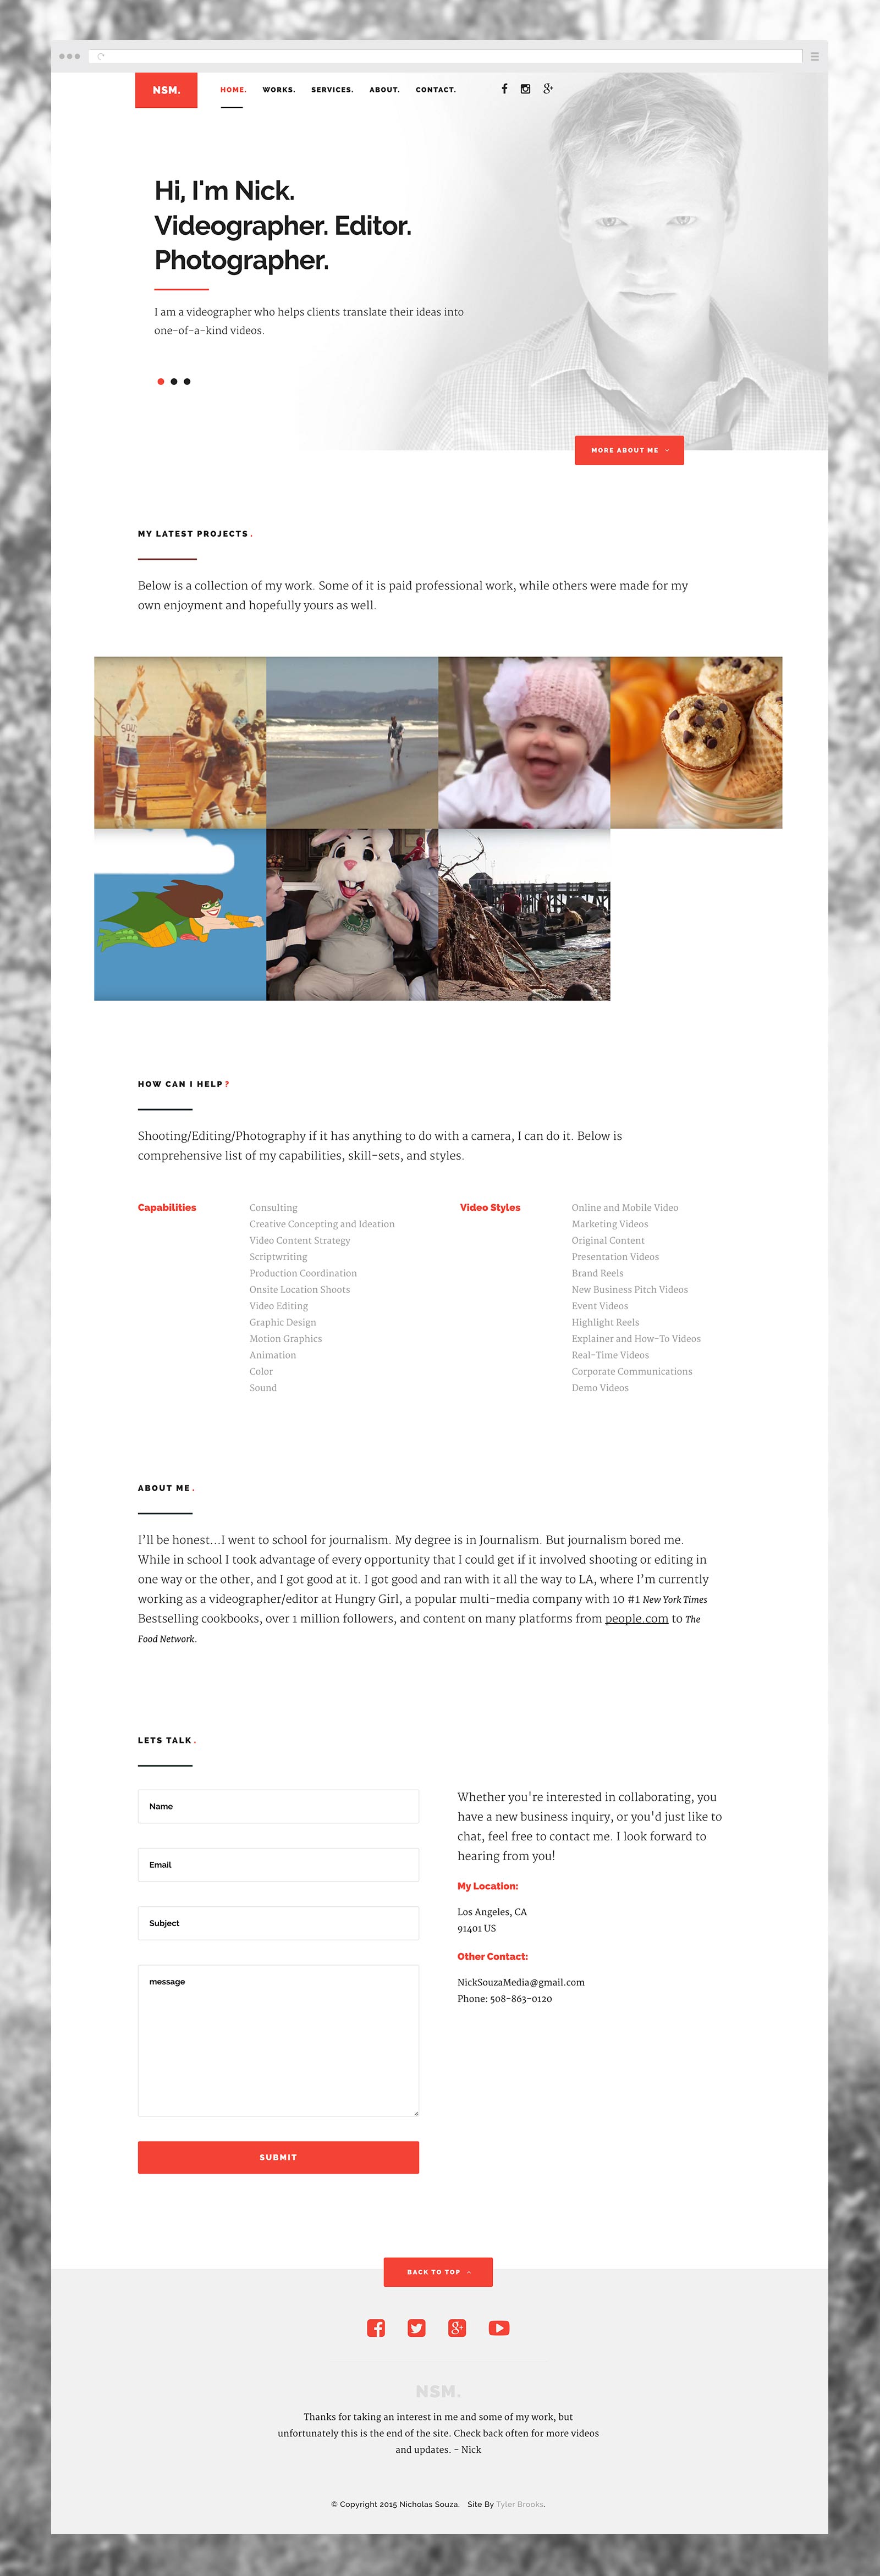 NSM.
HOME. WORKS. SERVICES. ABOUT. CONTACT.
Hi, I'm Nick.
Videographer. Editor.
Photographer.
I am a videographer who helps clients translate their ideas into
one-of-a-kind videos.
MORE ABOUT ME
MY LATEST PROJECTS.
Below is a collection of my work. Some of it is paid professional work, while others were made for my
own enjoyment and hopefully yours as well.
HOW CAN I HELP?
Shooting/Editing/Photography if it has anything to do with a camera, I can do it. Below is
comprehensive list of my capabilities, skill-sets, and styles.
Capabilities
Consulting
Creative Concepting and Ideation
Video Content Strategy
Scriptwriting
Production Coordination
Onsite Location Shoots
Video Editing
Graphic Design
Motion Graphics
Animation
Color
Sound
Video Styles
Online and Mobile Video
Marketing Videos
Original Content
Presentation Videos
Brand Reels
New Business Pitch Videos
Event Videos
Highlight Reels
Explainer and How-To Videos
Real-Time Videos
Corporate Communications
Demo Videos
ABOUT ME.
I'll be honest...I went to school for journalism. My degree is in Journalism. But journalism bored me.
While in school I took advantage of every opportunity that I could get if it involved shooting or editing in
one way or the other, and I got good at it. I got good and ran with it all the way to LA, where I'm currently
working as a videographer/editor at Hungry Girl, a popular multi-media company with 10 #1 New York Times
Bestselling cookbooks, over 1 million followers, and content on many platforms from people.com to The
Food Network.
LETS TALK.
Name
Email
Subject
message
SUBMIT
Whether you're interested in collaborating, you
have a new business inquiry, or you'd just like to
chat, feel free to contact me. I look forward to
hearing from you!
My Location:
Los Angeles, CA
91401 US
Other Contact:
NickSouzaMedia@gmail.com
Phone: 508-863-0120
BACK TO TOP
NSM.
Thanks for taking an interest in me and some of my work, but
unfortunately this is the end of the site. Check back often for more videos
and updates. - Nick
© Copyright 2015 Nicholas Souza. Site By Tyler Brooks.